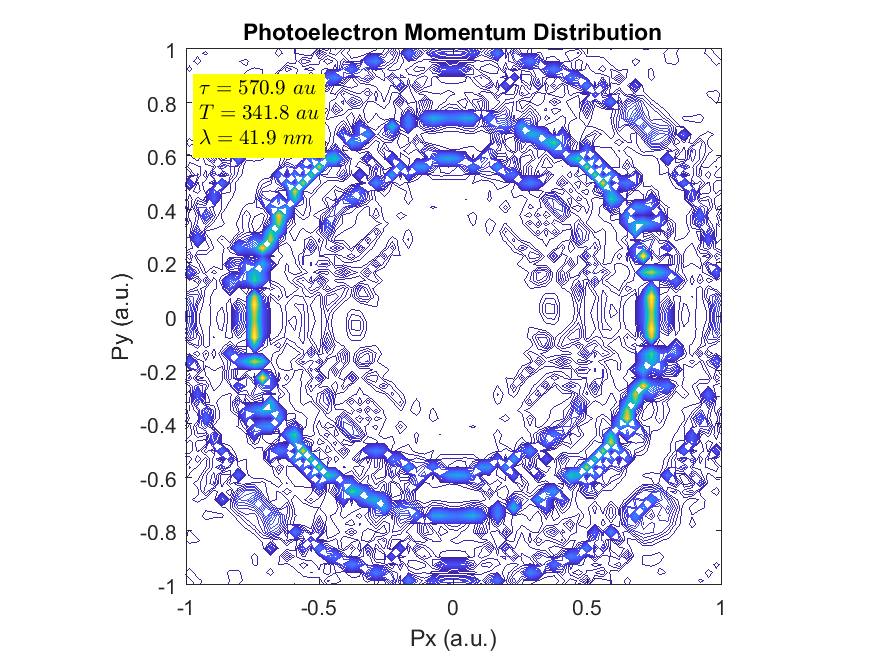 Photoelectron Momentum Distribution
τ = 570.9 au
T = 341.8 au
λ = 41.9 nm
1
0.8
0.6
0.4
0.2
0
-0.2
-0.4
-0.6
-0.8
-1
Py (a.u.)
-1 -0.5 0 0.5 1
Px (a.u.)